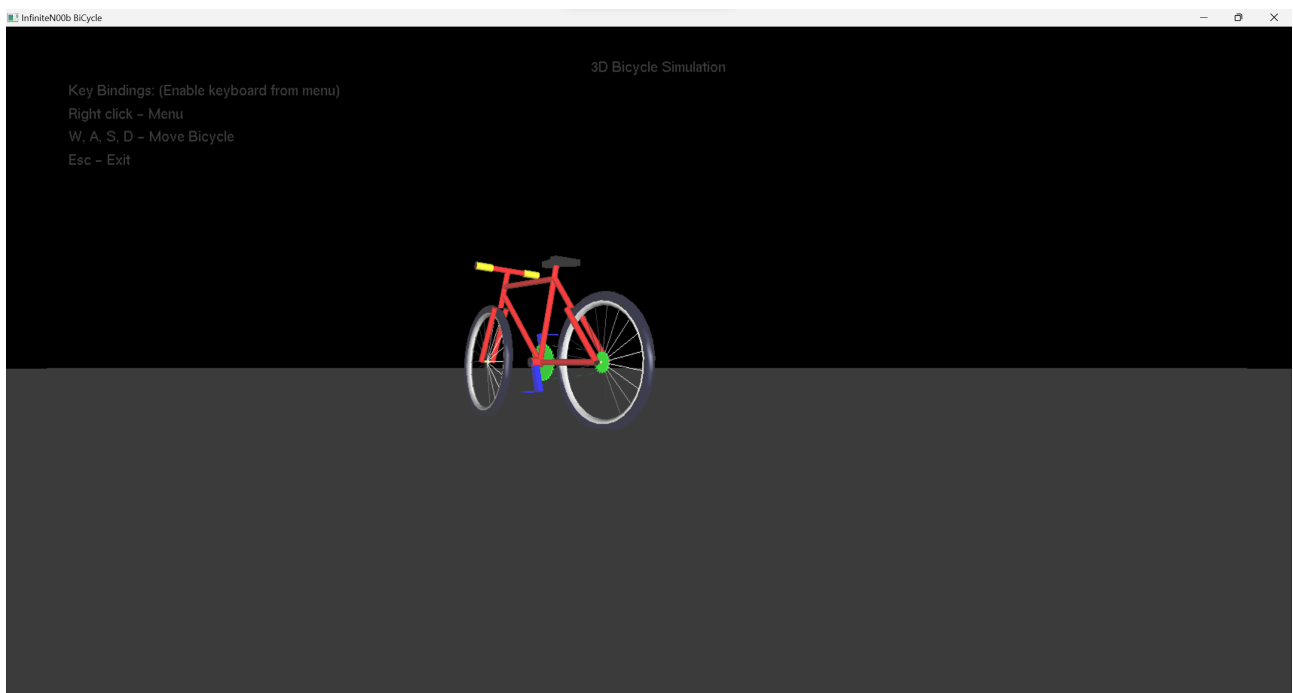 InfiniteN00b BiCycle
3D Bicycle Simulation
Key Bindings: (Enable keyboard from menu)
Right click – Menu
W, A, S, D – Move Bicycle
Esc – Exit